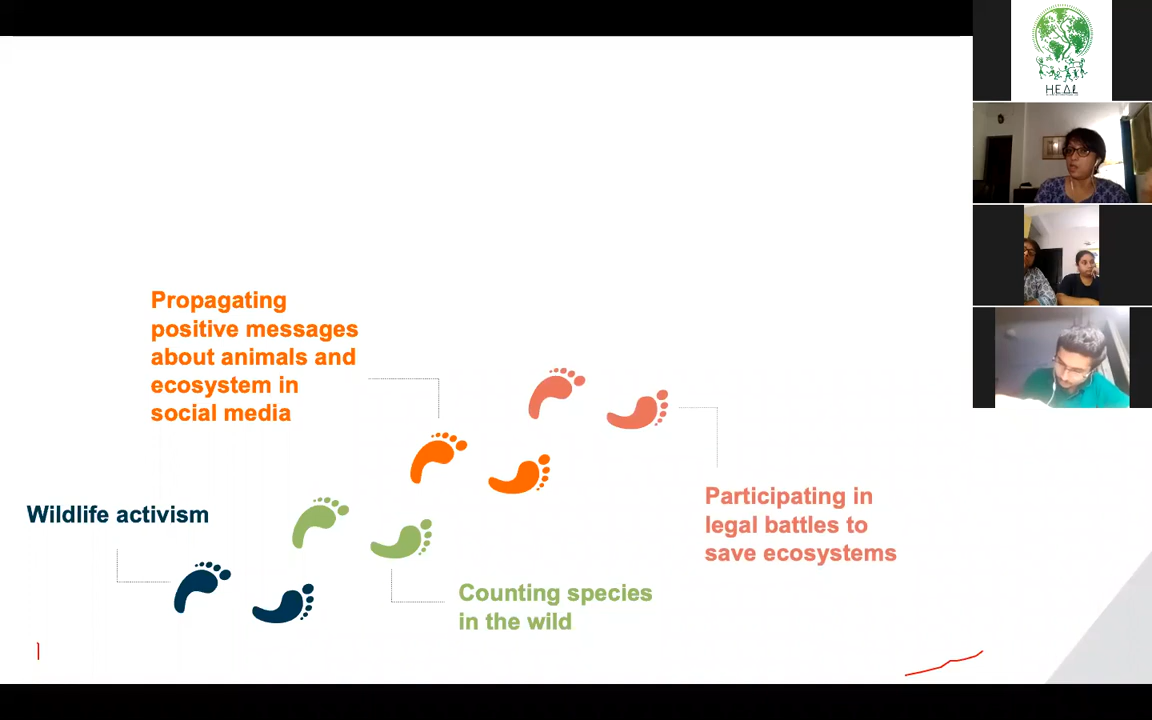 HEAL
Propagating
positive messages
about animals and
ecosystem in
social media
Wildlife activism
Participating in
legal battles to
save ecosystems
Counting species
in the wild